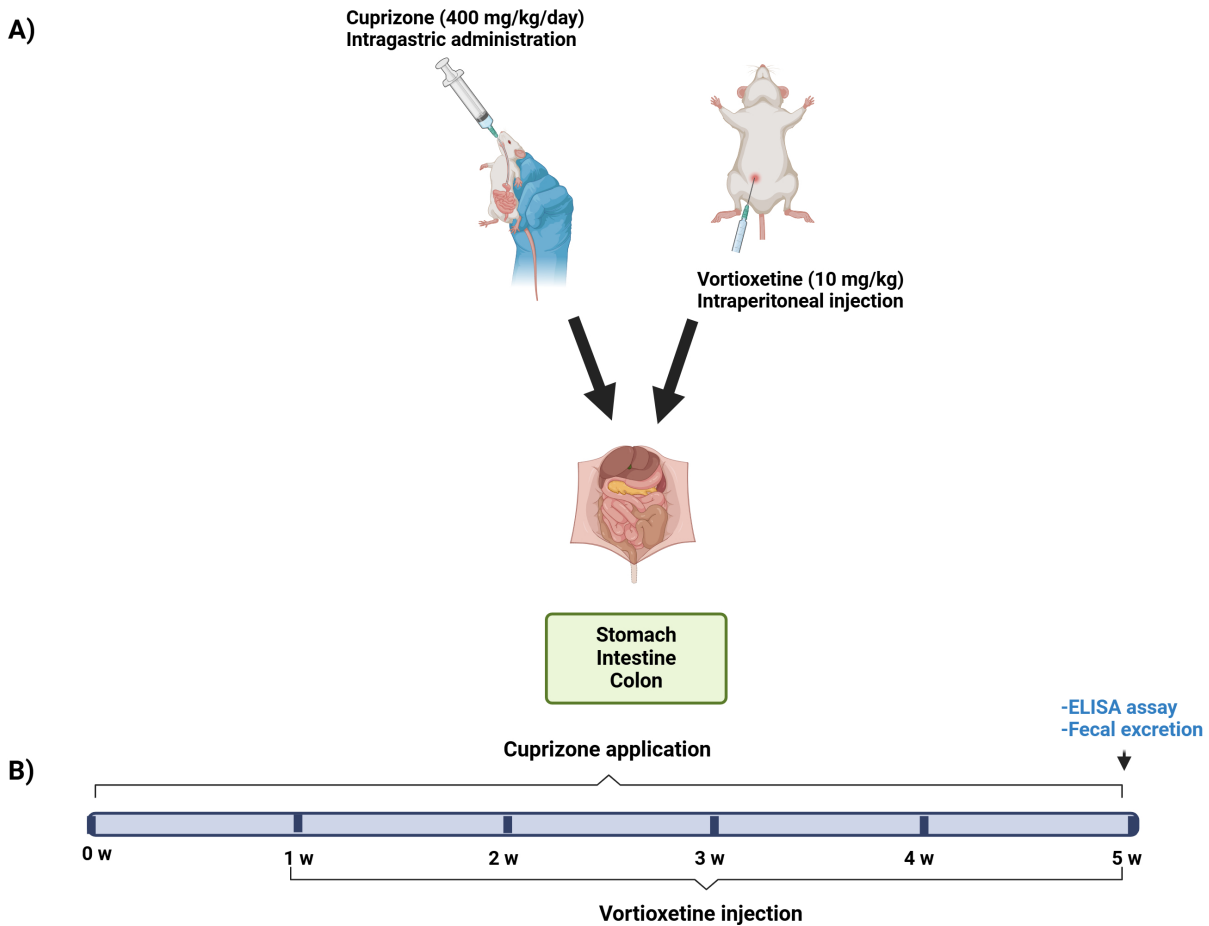 A)
Cuprizone (400 mg/kg/day)
Intragastric administration
Vortioxetine (10 mg/kg)
Intraperitoneal injection
Stomach
Intestine
Colon
-ELISA assay
-Fecal excretion
Cuprizone application
B)
0 w
1 w
2 w
3 w
4 w
5 w
Vortioxetine injection